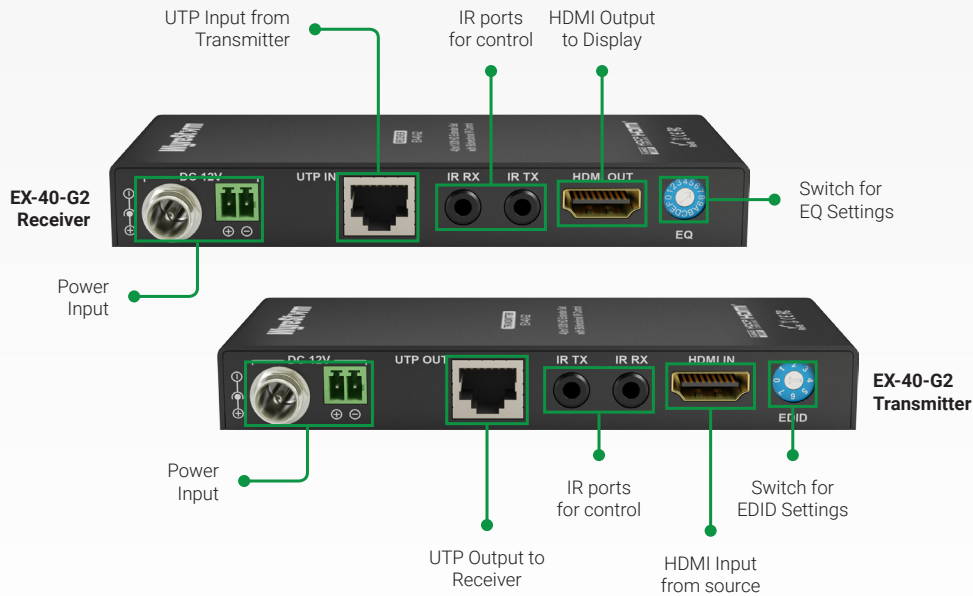 UTP Input from
Transmitter
IR ports
for control
HDMI Output
to Display
WyreStorm
DC 12V
UTP IN
IR RX
IR TX
HDMI OUT
EX-40-G2
Receiver
Switch for
EQ Settings
EQ
Power
Input
WyreStorm
DC 12V
UTP OUT
IR TX
IR RX
HDMI IN
EX-40-G2
Transmitter
EDID
Power
Input
IR ports
for control
Switch for
EDID Settings
UTP Output to
Receiver
HDMI Input
from source